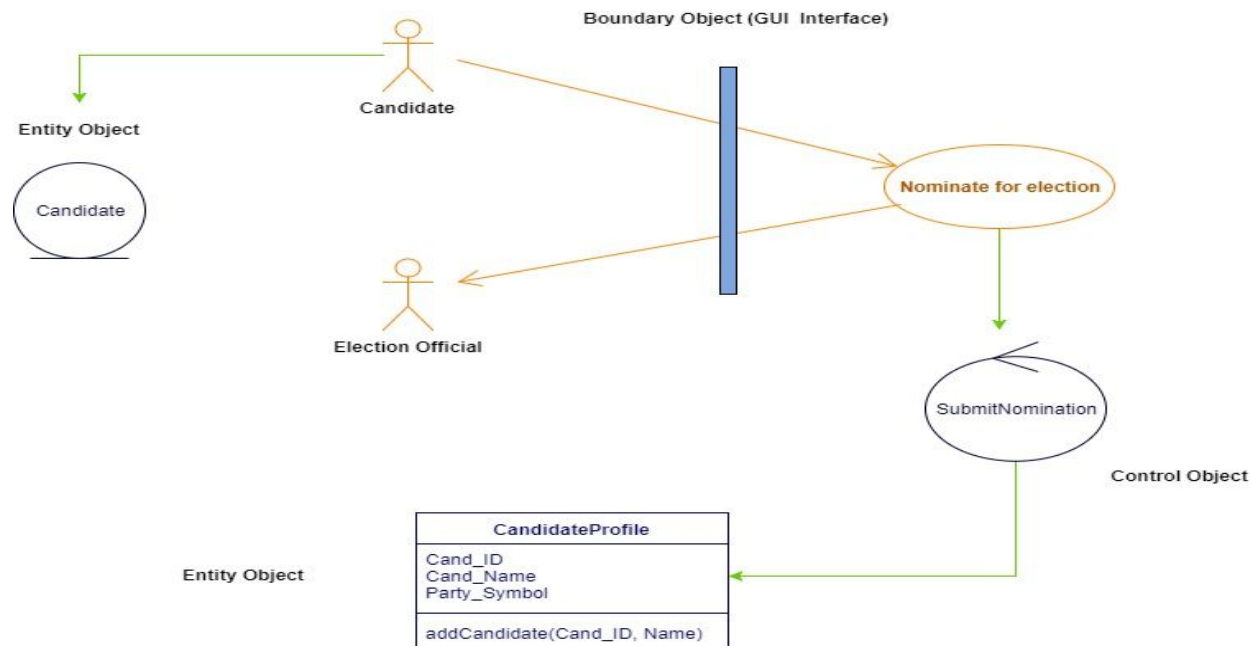 Boundary Object (GUI Interface)
Candidate
Entity Object
Candidate
Nominate for election
Election Official
SubmitNomination
Control Object
CandidateProfile
Cand_ID
Cand_Name
Party_Symbol
Entity Object
addCandidate(Cand_ID, Name)